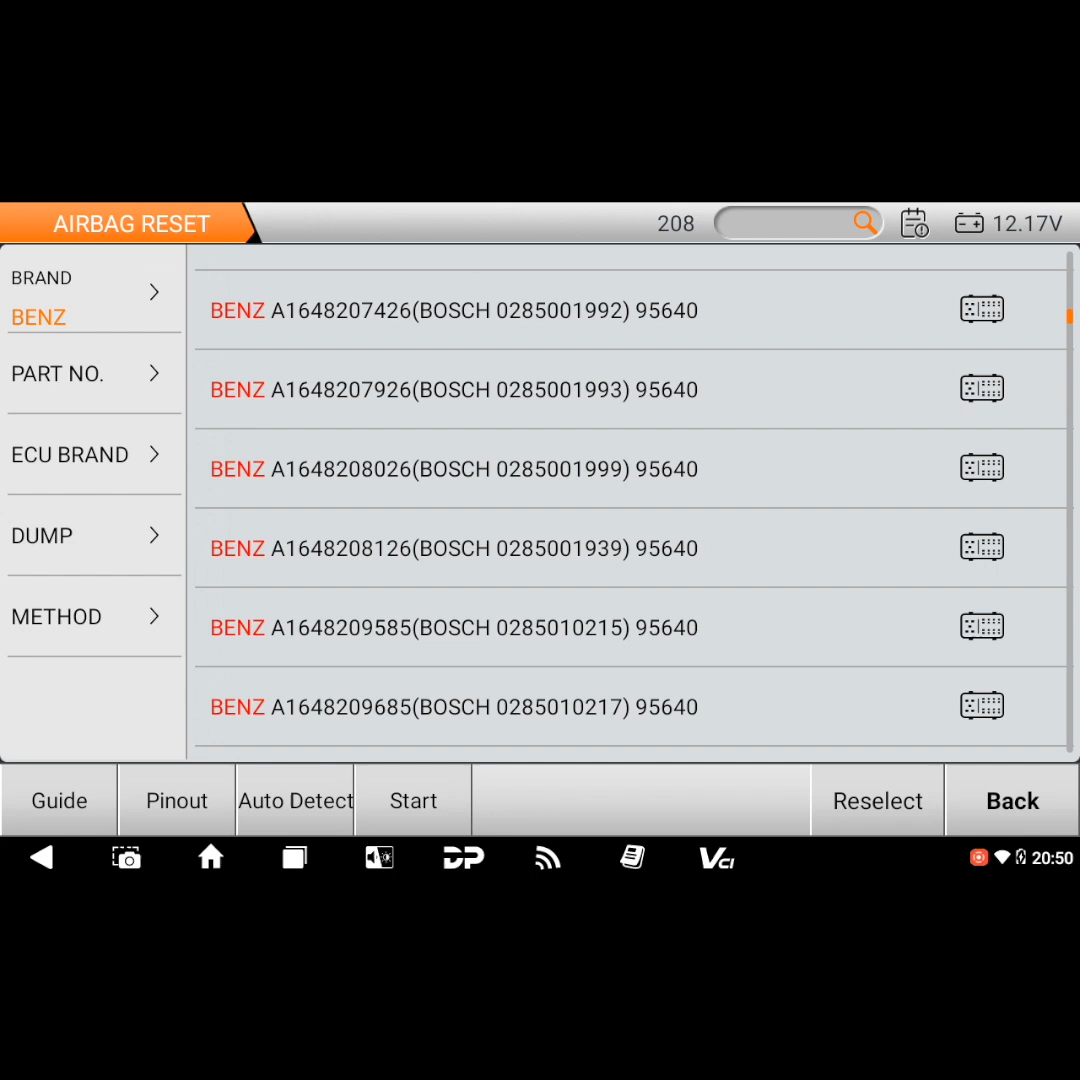 AIRBAG RESET
208
12.17V
BRAND
BENZ
PART NO.
ECU BRAND
DUMP
METHOD
BENZ A1648207426(BOSCH 0285001992) 95640
BENZ A1648207926(BOSCH 0285001993) 95640
BENZ A1648208026(BOSCH 0285001999) 95640
BENZ A1648208126(BOSCH 0285001939) 95640
BENZ A1648209585(BOSCH 0285010215) 95640
BENZ A1648209685(BOSCH 0285010217) 95640
Guide
Pinout
Auto Detect
Start
Reselect
Back
DP
VCI
20:50